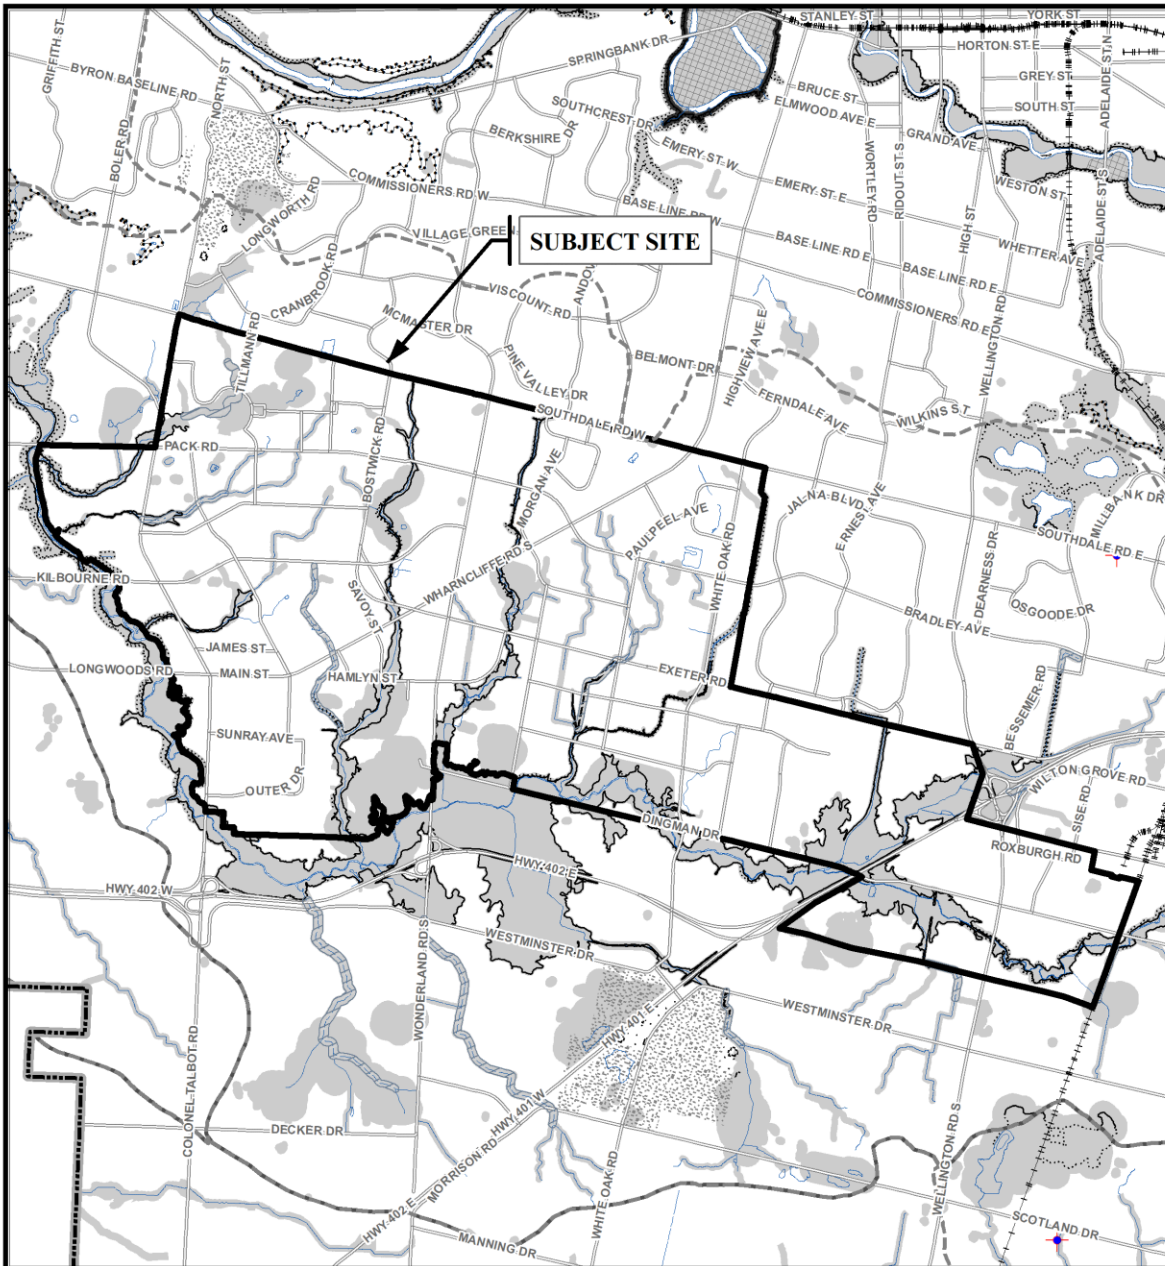 STANLEY ST
YORK ST
GRIFFITH ST
SPRINGBANK DR
HORTON ST E
ADELAIDE ST N
BYRON BASELINE RD
NORTH ST
GREY ST
BRUCE ST
SOUTHCREST DR
ELMWOOD AVE E
SOUTH ST
BOLER RD
BERKSHIRE DR
GRAND AVE
EMERY ST W
WORTLEY RD
RIDOUT ST S
COMMISSIONERS RD W
EMERY ST E
WESTON ST
ADELAIDE ST S
LONGWORTH RD
BASE LINE RD W
HIGH ST
VILLAGE GREEN
SUBJECT SITE
BASE LINE RD E
WHETTER AVE
BASE LINE RD E
CRANBROOK RD
ANDOV
VISCOUNT RD
COMMISSIONERS RD E
MCMASTER DR
WELLINGTON RD
TILLMANN RD
PINE VALLEY DR
BELMONT DR
HIGHVIEW AVE E
FERNDALE AVE
WILKINS ST
SOUTHDALE RD W
PACK RD
BOSTWICK RD
MORGAN AVE
JALNA BLVD
ERNEST AVE
MILLBANK DR
PAULPEEL AVE
SOUTHDALE RD E
WHITE OAK RD
DEARNESS DR
KILBOURNE RD
WHARNCLIFFE RD S
SAVOY ST
OSGOODE DR
BRADLEY AVE
JAMES ST
LONGWOODS RD
MAIN ST
HAMLYN ST
EXETER RD
BESSEMER RD
SUNRAY AVE
WILTON GROVE RD
OUTER DR
SISE RD
DINGMAN DR
ROXBURGH RD
HWY 402 W
HWY 402 E
WESTMINSTER DR
WONDERLAND RD S
WESTMINSTER DR
HWY 401 E
COLONEL TALBOT RD
HWY 401 W
DECKER DR
MORRISON RD
WHITE OAK RD
WELLINGTON RD S
HWY 402 E
MANNING DR
SCOTLAND DR